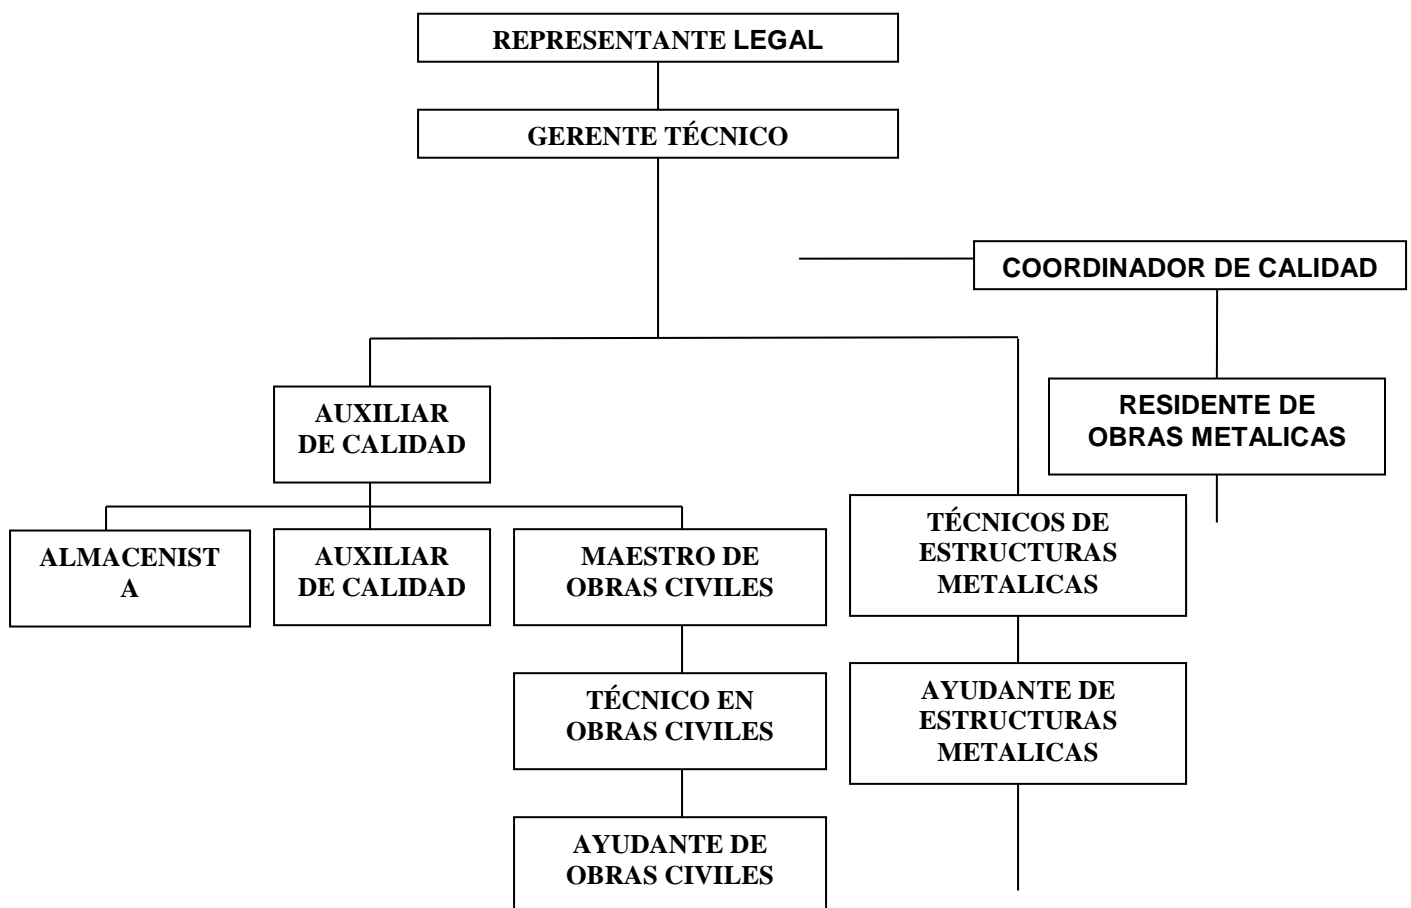 REPRESENTANTE LEGAL
GERENTE TÉCNICO
COORDINADOR DE CALIDAD
RESIDENTE DE
OBRAS METALICAS
AUXILIAR
DE CALIDAD
ALMACENIST
A
AUXILIAR
DE CALIDAD
MAESTRO DE
OBRAS CIVILES
TÉCNICOS DE
ESTRUCTURAS
METALICAS
TÉCNICO EN
OBRAS CIVILES
AYUDANTE DE
ESTRUCTURAS
METALICAS
AYUDANTE DE
OBRAS CIVILES